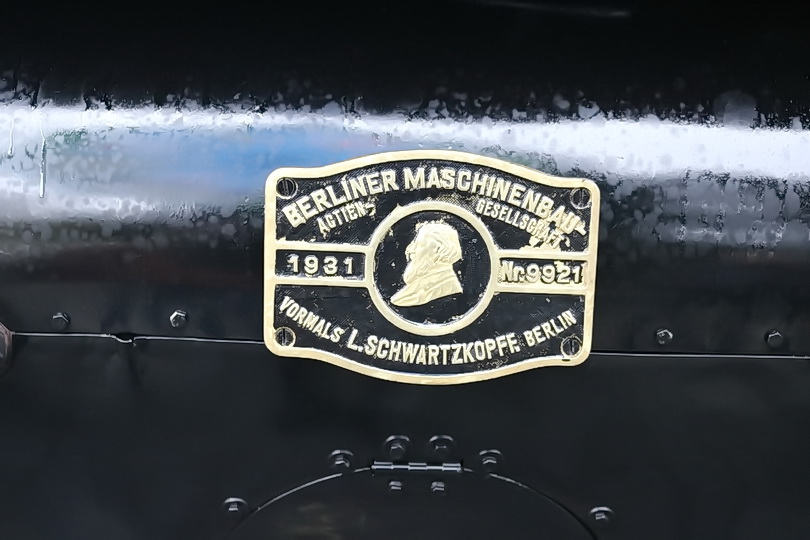 BERLINER MASCHINENBAU-
ACTIEN- GESELLSCHAFT
1931 Nr.9921
VORMALS L.SCHWARTZKOPFF. BERLIN